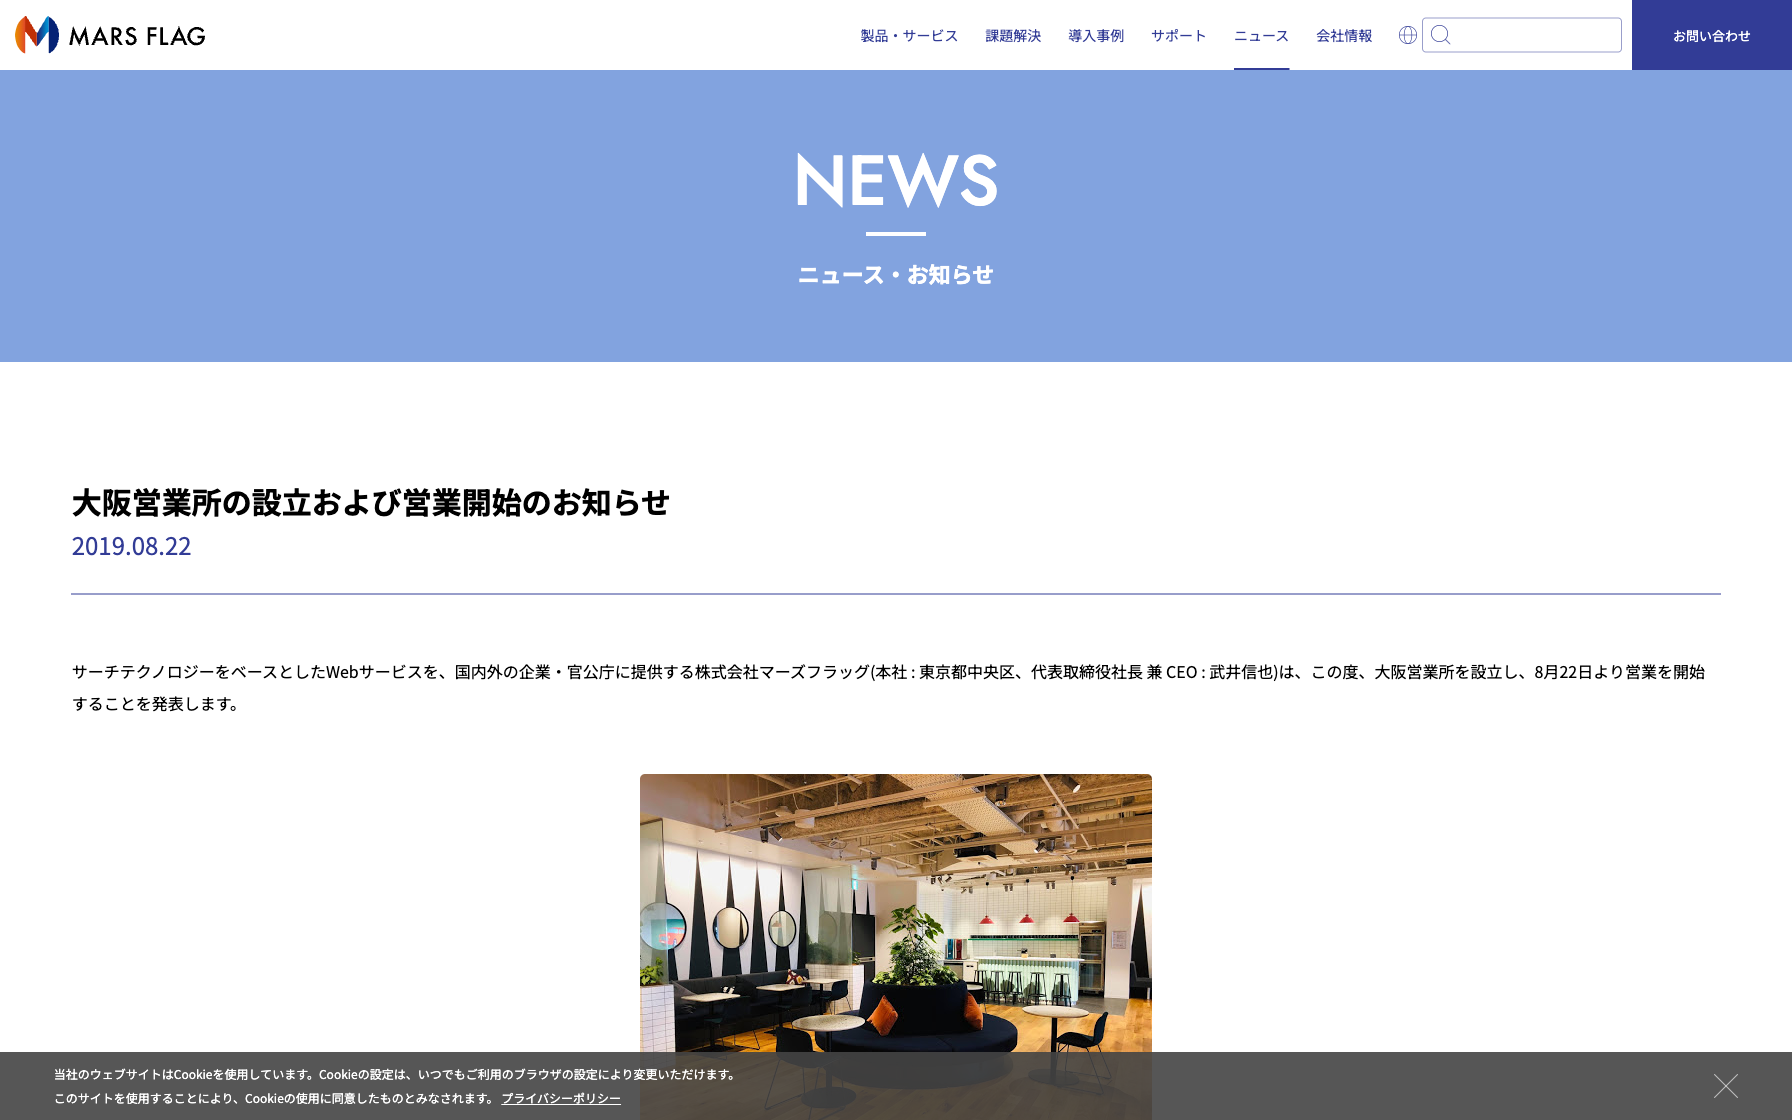 MARS FLAG
製品・サービス
課題解決
導入事例
サポート
ニュース
会社情報
お問い合わせ
NEWS
ニュース・お知らせ
大阪営業所の設立および営業開始のお知らせ
2019.08.22
サーチテクノロジーをベースとしたWebサービスを、国内外の企業・官公庁に提供する株式会社マーズフラッグ(本社 : 東京都中央区、代表取締役社長 兼 CEO : 武井信也)は、この度、大阪営業所を設立し、8月22日より営業を開始
することを発表します。
当社のウェブサイトはCookieを使用しています。Cookieの設定は、いつでもご利用のブラウザの設定により変更いただけます。
このサイトを使用することにより、Cookieの使用に同意したものとみなされます。 プライバシーポリシー